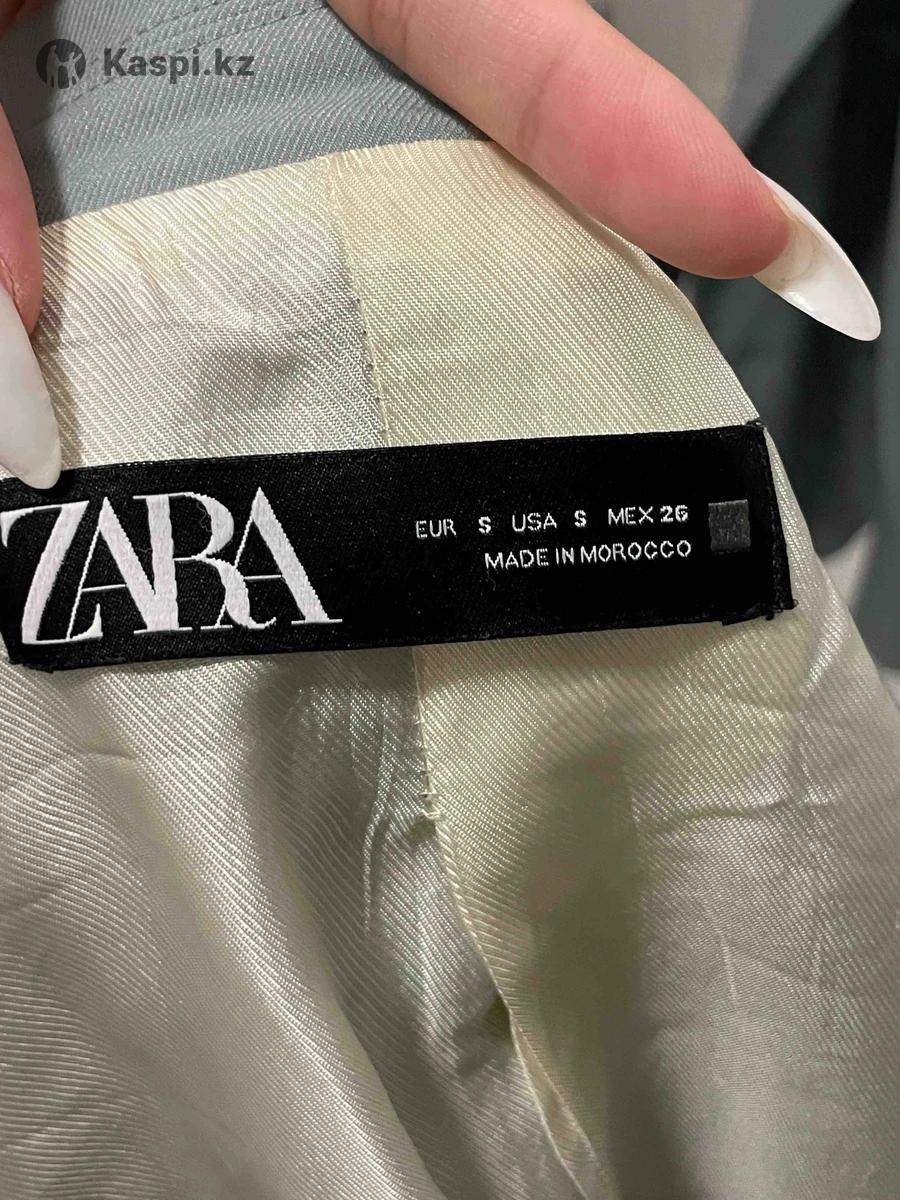 Kaspi.kz
ZARA
EUR S USA S MEX 26
MADE IN MOROCCO